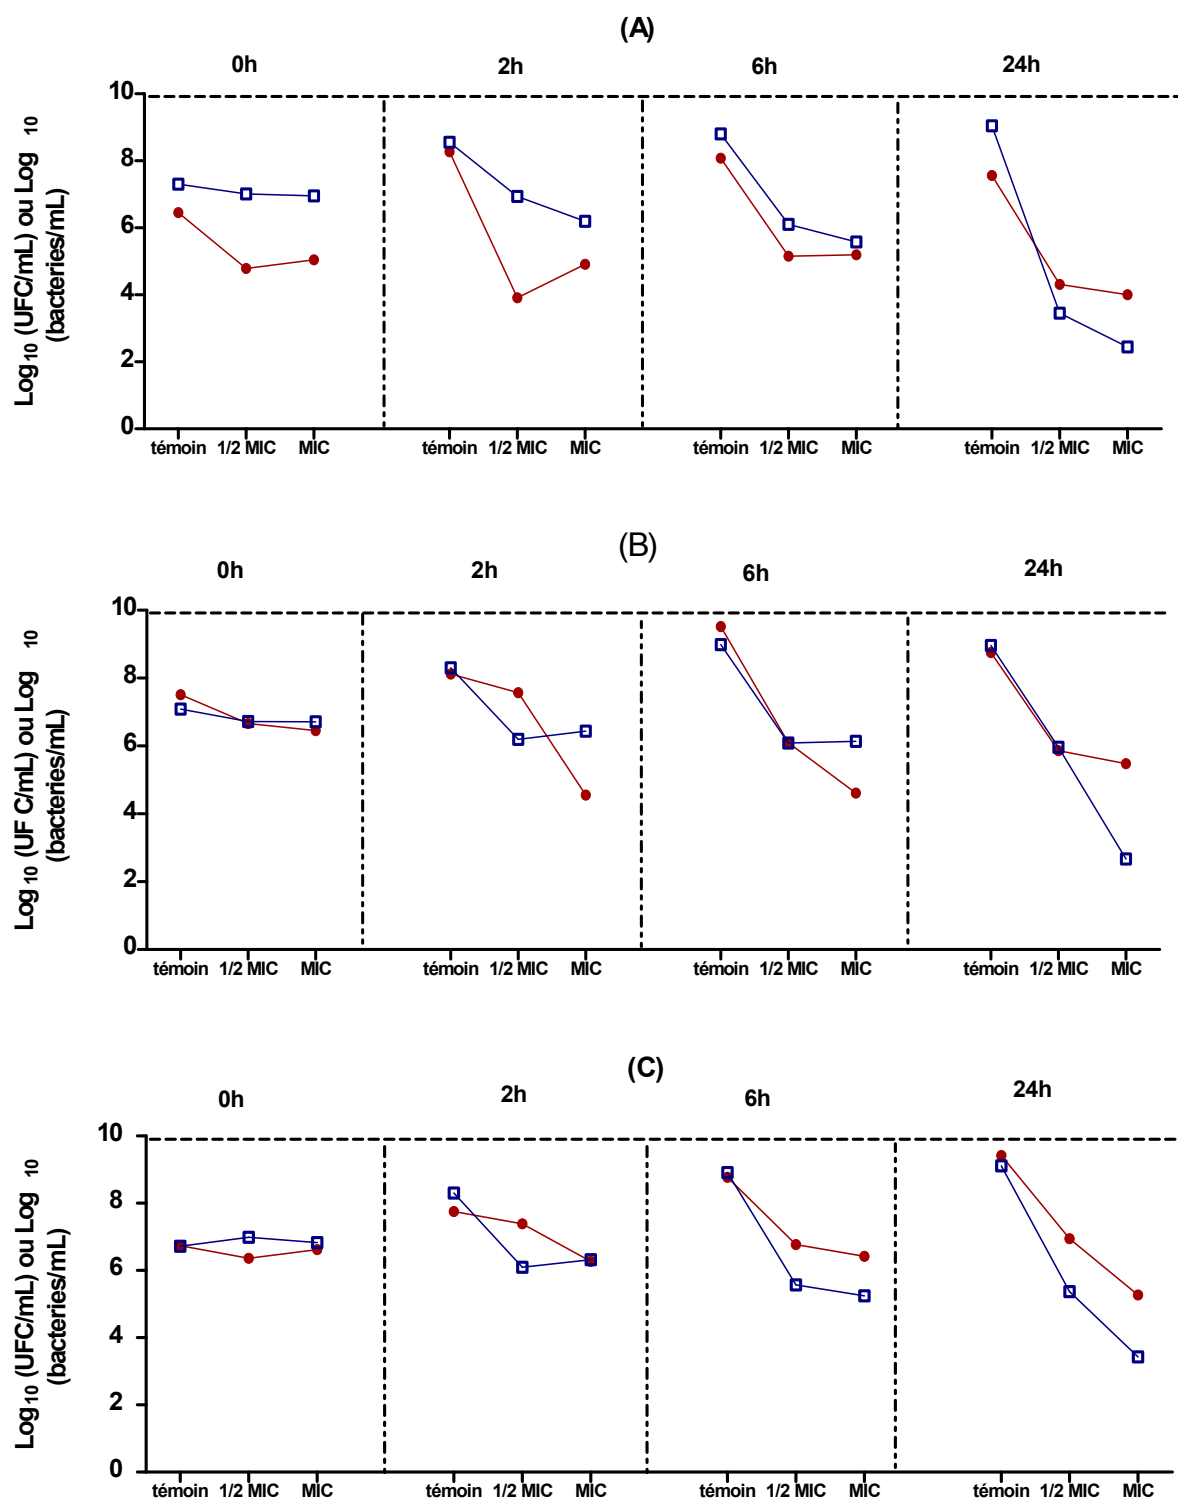 (A)
0h 2h 6h 24h
Log10 (UFC/mL) ou Log 10
(bacteries/mL)
10
8
6
4
2
0
témoin 1/2 MIC MIC témoin 1/2 MIC MIC témoin 1/2 MIC MIC témoin 1/2 MIC MIC
(B)
0h 2h 6h 24h
Log10 (UF C/mL) ou Log 10
(bacteries/mL)
10
8
6
4
2
0
témoin 1/2 MIC MIC témoin 1/2 MIC MIC témoin 1/2 MIC MIC témoin 1/2 MIC MIC
(C)
0h 2h 6h 24h
Log10 (UFC/mL) ou Log 10
(bacteries/mL)
10
8
6
4
2
0
témoin 1/2 MIC MIC témoin 1/2 MIC MIC témoin 1/2 MIC MIC témoin 1/2 MIC MIC